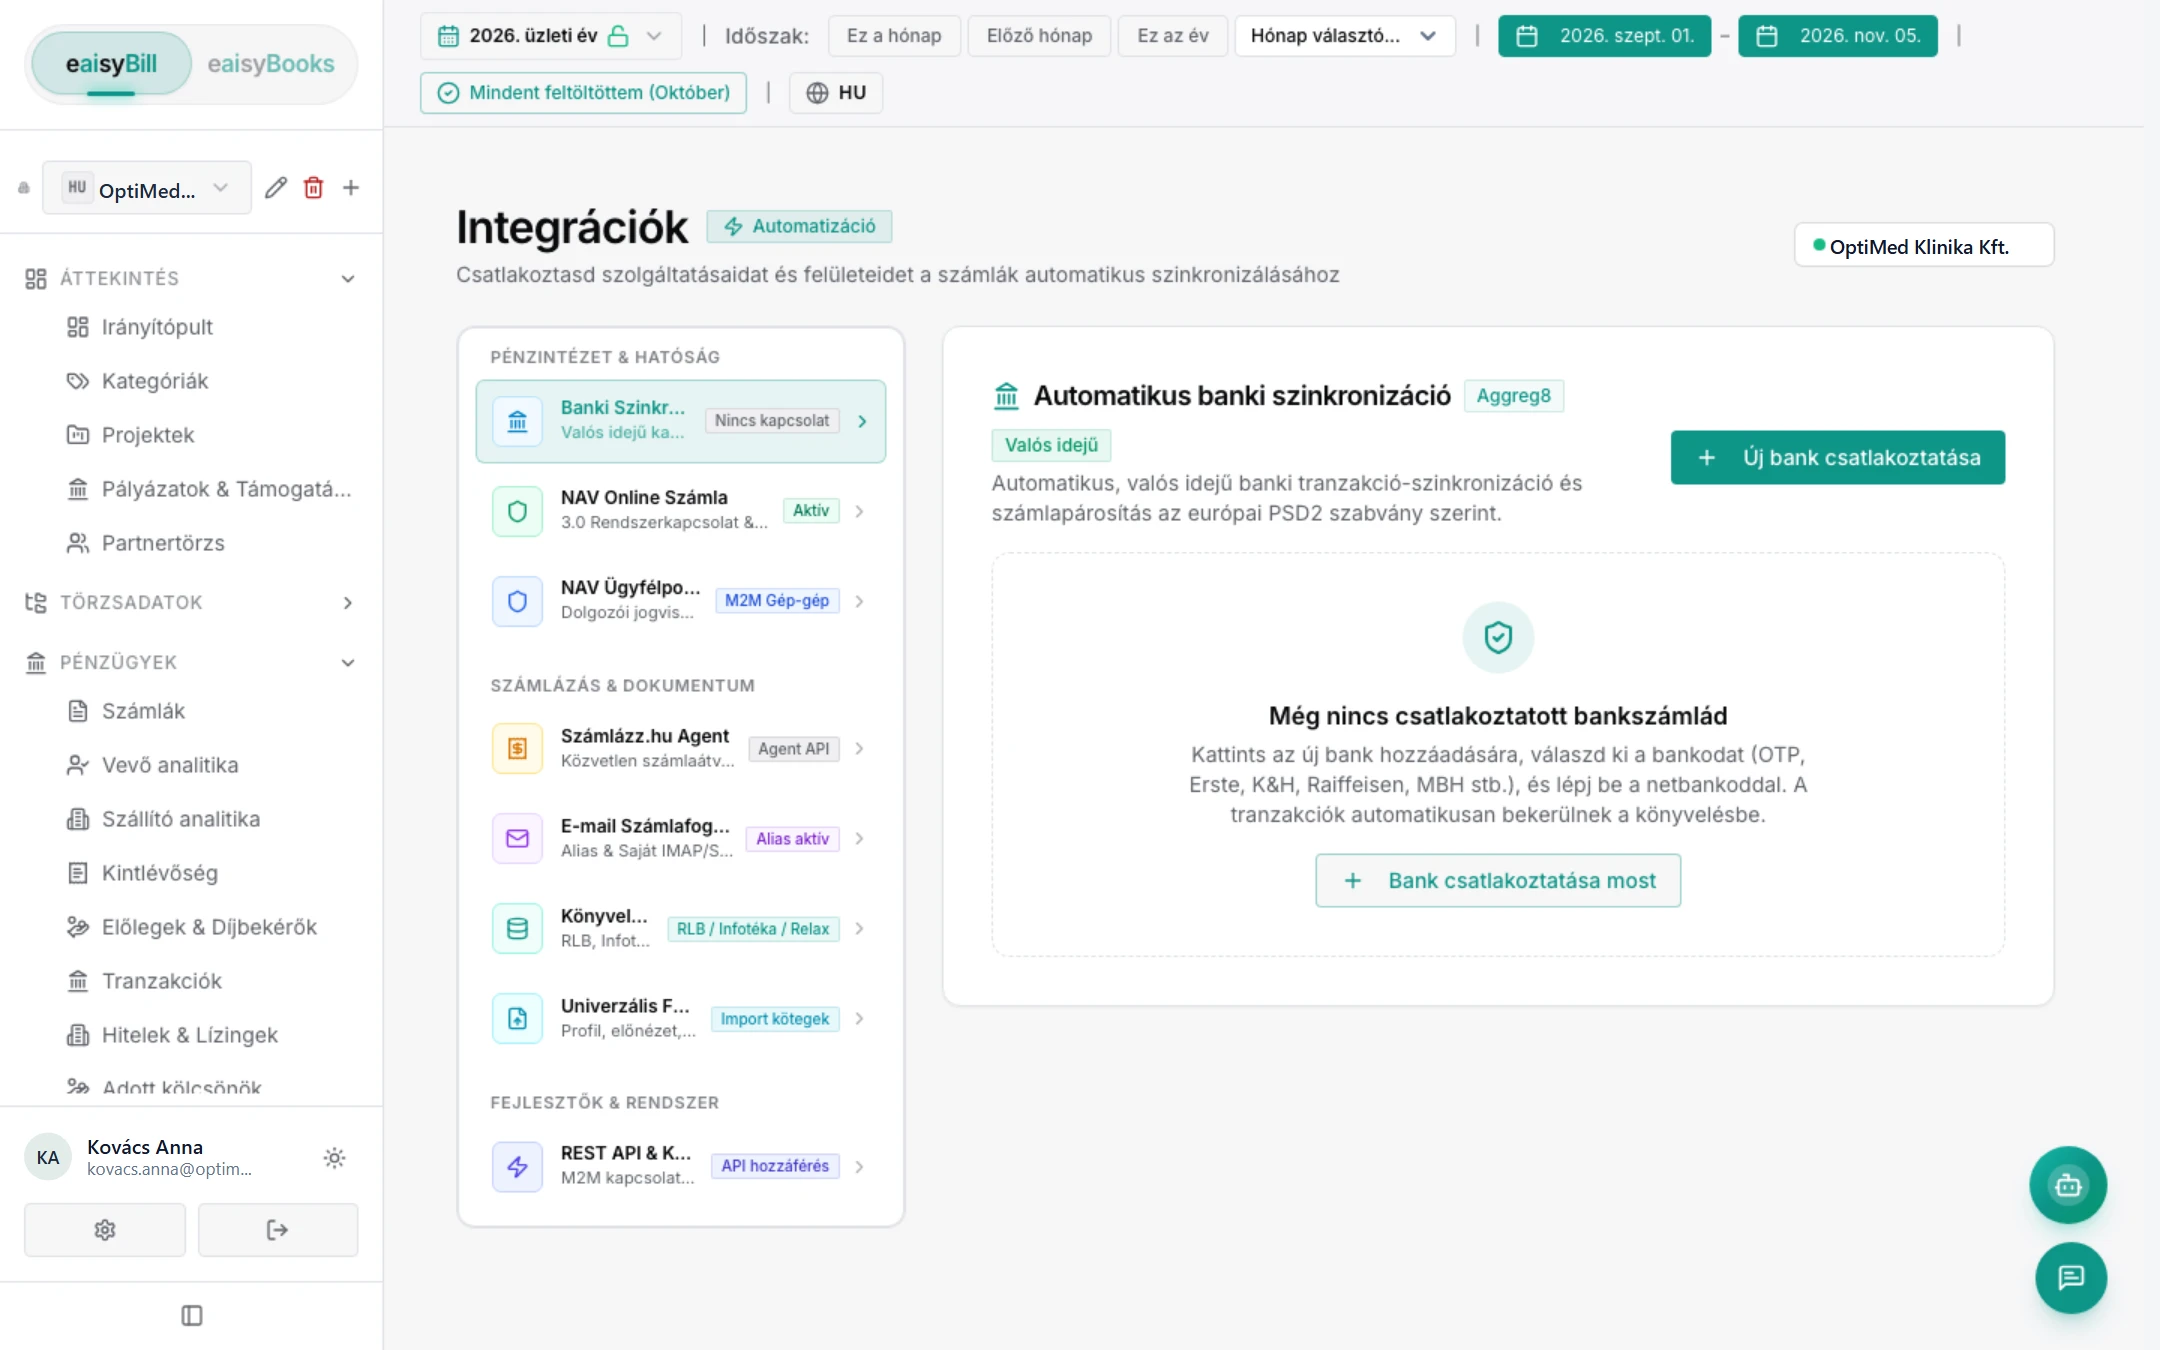 eaisyBill
eaisyBooks
2026. üzleti év
Időszak:
Ez a hónap
Előző hónap
Ez az év
Hónap választó...
2026. szept. 01.
–
2026. nov. 05.
Mindent feltöltöttem (Október)
HU
HU OptiMed...
ÁTTEKINTÉS
Irányítópult
Kategóriák
Projektek
Pályázatok & Támogatá...
Partnertörzs
TÖRZSADATOK
PÉNZÜGYEK
Számlák
Vevő analitika
Szállító analitika
Kintlévőség
Előlegek & Díjbekérők
Tranzakciók
Hitelek & Lízingek
Adott kölcsönök
KA
Kovács Anna
kovacs.anna@optim...
Integrációk
Automatizáció
Csatlakoztasd szolgáltatásaidat és felületeidet a számlák automatikus szinkronizálásához
OptiMed Klinika Kft.
PÉNZINTÉZET & HATÓSÁG
Banki Szinkr...
Valós idejű ka...
Nincs kapcsolat
NAV Online Számla
3.0 Rendszerkapcsolat &...
Aktív
NAV Ügyfélpo...
Dolgozói jogvis...
M2M Gép-gép
SZÁMLÁZÁS & DOKUMENTUM
Számlázz.hu Agent
Közvetlen számlaátv...
Agent API
E-mail Számlafog...
Alias & Saját IMAP/S...
Alias aktív
Könyvel...
RLB, Infot...
RLB / Infotéka / Relax
Univerzális F...
Profil, előnézet,...
Import kötegek
FEJLESZTŐK & RENDSZER
REST API & K...
M2M kapcsolat...
API hozzáférés
Automatikus banki szinkronizáció
Aggreg8
Valós idejű
Automatikus, valós idejű banki tranzakció-szinkronizáció és
számlapárosítás az európai PSD2 szabvány szerint.
Új bank csatlakoztatása
Még nincs csatlakoztatott bankszámlád
Kattints az új bank hozzáadására, válaszd ki a bankodat (OTP,
Erste, K&H, Raiffeisen, MBH stb.), és lépj be a netbankoddal. A
tranzakciók automatikusan bekerülnek a könyvelésbe.
Bank csatlakoztatása most